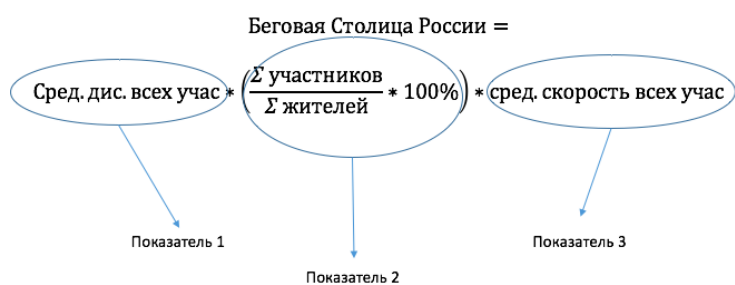 Беговая Столица России =
Сред. дис. всех учас * (Σ участников / Σ жителей * 100%) * сред. скорость всех учас
Показатель 1
Показатель 3
Показатель 2